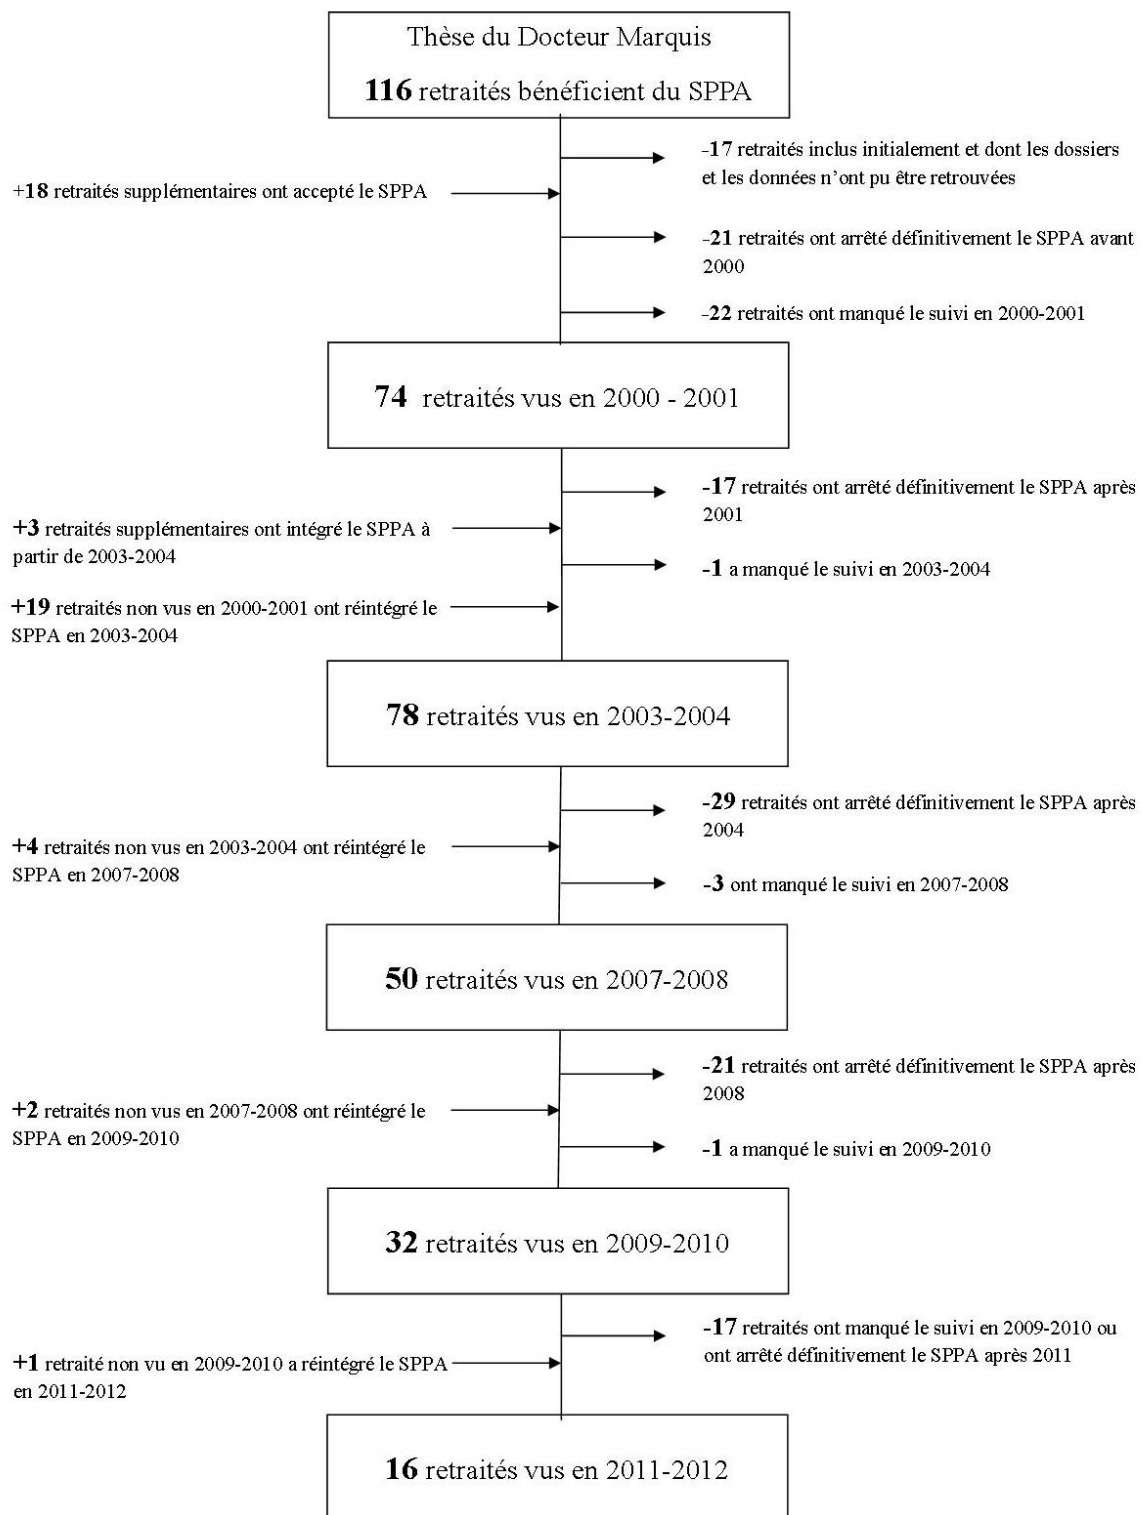 Thèse du Docteur Marquis
116 retraités bénéficient du SPPA
-17 retraités inclus initialement et dont les dossiers
et les données n'ont pu être retrouvées
+18 retraités supplémentaires ont accepté le SPPA
-21 retraités ont arrêté définitivement le SPPA avant
2000
-22 retraités ont manqué le suivi en 2000-2001
74 retraités vus en 2000 - 2001
-17 retraités ont arrêté définitivement le SPPA après
2001
+3 retraités supplémentaires ont intégré le SPPA à
partir de 2003-2004
-1 a manqué le suivi en 2003-2004
+19 retraités non vus en 2000-2001 ont réintégré le
SPPA en 2003-2004
78 retraités vus en 2003-2004
-29 retraités ont arrêté définitivement le SPPA après
2004
+4 retraités non vus en 2003-2004 ont réintégré le
SPPA en 2007-2008
-3 ont manqué le suivi en 2007-2008
50 retraités vus en 2007-2008
-21 retraités ont arrêté définitivement le SPPA après
2008
+2 retraités non vus en 2007-2008 ont réintégré le
SPPA en 2009-2010
-1 a manqué le suivi en 2009-2010
32 retraités vus en 2009-2010
-17 retraités ont manqué le suivi en 2009-2010 ou
ont arrêté définitivement le SPPA après 2011
+1 retraité non vu en 2009-2010 a réintégré le SPPA
en 2011-2012
16 retraités vus en 2011-2012